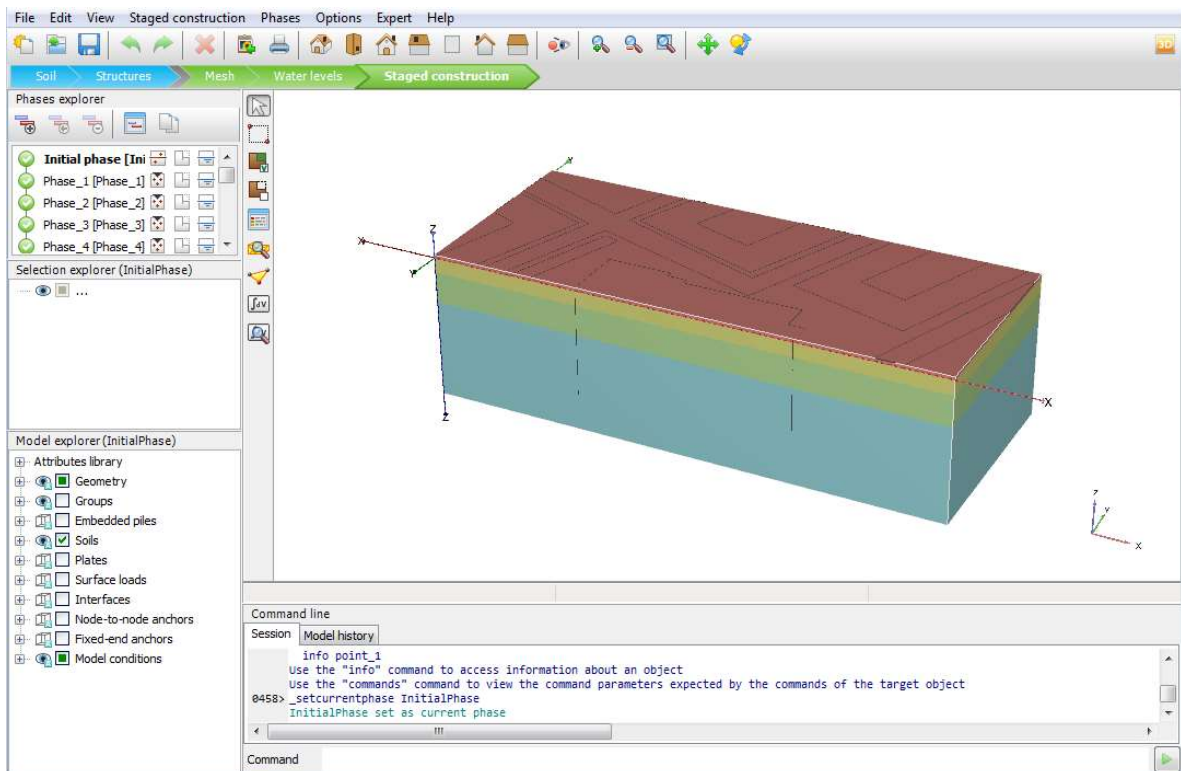 File Edit View Staged construction Phases Options Expert Help
3D
Soil Structures Mesh Water levels Staged construction
Phases explorer
Initial phase [Ini
Phase_1 [Phase_1]
Phase_2 [Phase_2]
Phase_3 [Phase_3]
Phase_4 [Phase_4]
Selection explorer (InitialPhase)
...
Model explorer (InitialPhase)
Attributes library
Geometry
Groups
Embedded piles
Soils
Plates
Surface loads
Interfaces
Node-to-node anchors
Fixed-end anchors
Model conditions
∫dV
Y
Z
X
Y
Z
X
Z
Y
X
Command line
Session Model history
info point_1
Use the "info" command to access information about an object
Use the "commands" command to view the command parameters expected by the commands of the target object
0458> _setcurrentphase InitialPhase
InitialPhase set as current phase
Command